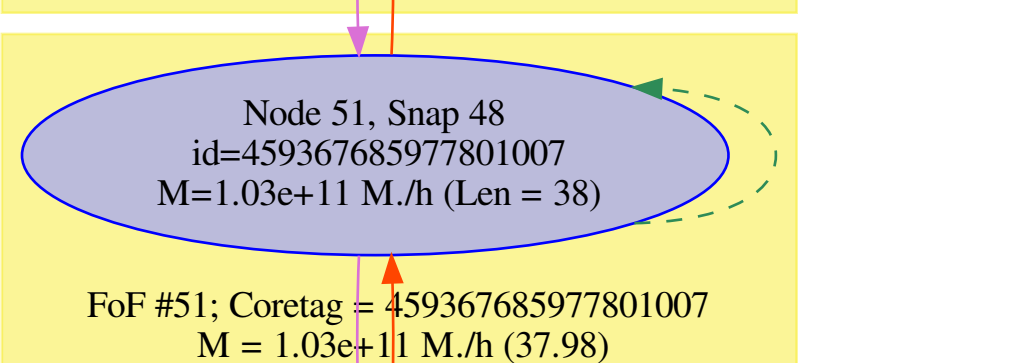 Node 51, Snap 48
id=459367685977801007
M=1.03e+11 M./h (Len = 38)
FoF #51; Coretag = 459367685977801007
M = 1.03e+11 M./h (37.98)